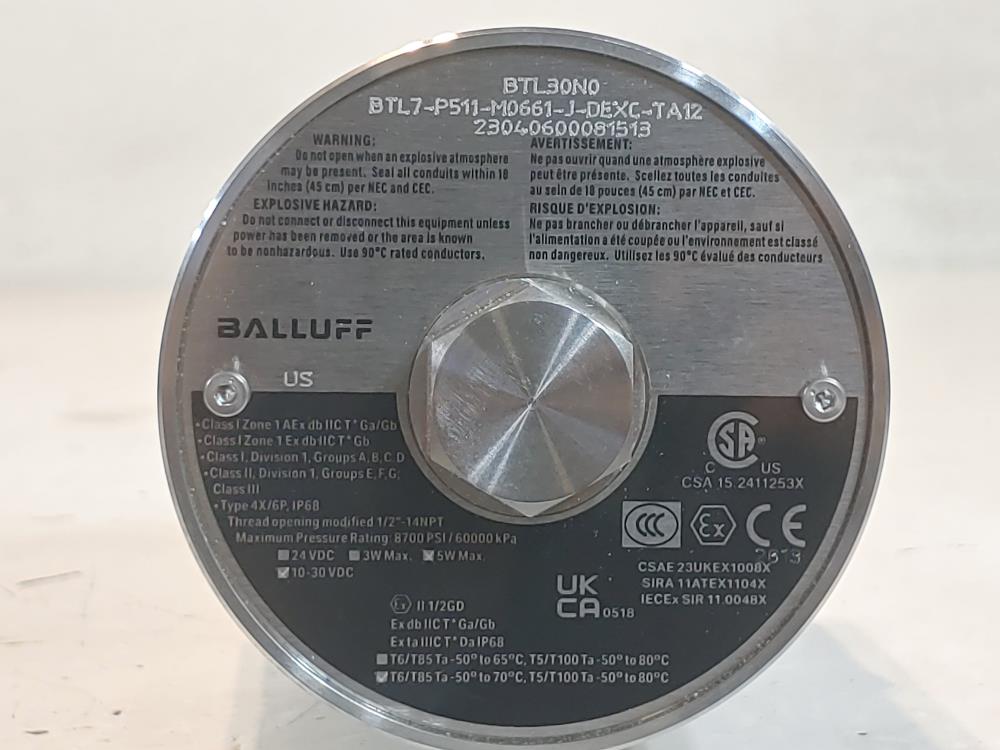 BTL30N0
BTL7-P511-M0661-J-DEXC-TA12
23040600081513
WARNING:
Do not open when an explosive atmosphere
may be present. Seal all conduits within 18
inches (45 cm) per NEC and CEC.
EXPLOSIVE HAZARD:
Do not connect or disconnect this equipment unless
power has been removed or the area is known
to be nonhazardous. Use 90°C rated conductors.
AVERTISSEMENT:
Ne pas ouvrir quand une atmosphère explosive
peut être présente. Scellez toutes les conduites
au sein de 18 pouces (45 cm) par NEC et CEC.
RISQUE D'EXPLOSION:
Ne pas brancher ou débrancher l'appareil, sauf si
l'alimentation a été coupée ou l'environnement est classé
non dangereux. Utilisez les 90°C évalué des conducteurs
BALLUFF
US
•Class I Zone 1 AEx db IIC T* Ga/Gb
•Class I Zone 1 Ex db IIC T* Gb
•Class I, Division 1, Groups A, B, C, D
•Class II, Division 1, Groups E, F, G;
Class III
•Type 4X/6P, IP68
Thread opening modified 1/2"-14NPT
Maximum Pressure Rating: 8700 PSI / 60000 kPa
24 VDC 3W Max. 5W Max.
10-30 VDC
SA ®
C US
CSA 15.2411253X
CCC Ex CE
2813
CSAE 23UKEX1008X
SIRA 11ATEX1104X
IECEx SIR 11.0048X
UK
CA 0518
Ex II 1/2GD
Ex db IIC T* Ga/Gb
Ex ta IIIC T* Da IP68
T6/T85 Ta -50° to 65°C, T5/T100 Ta -50° to 80°C
T6/T85 Ta -50° to 70°C, T5/T100 Ta -50° to 80°C